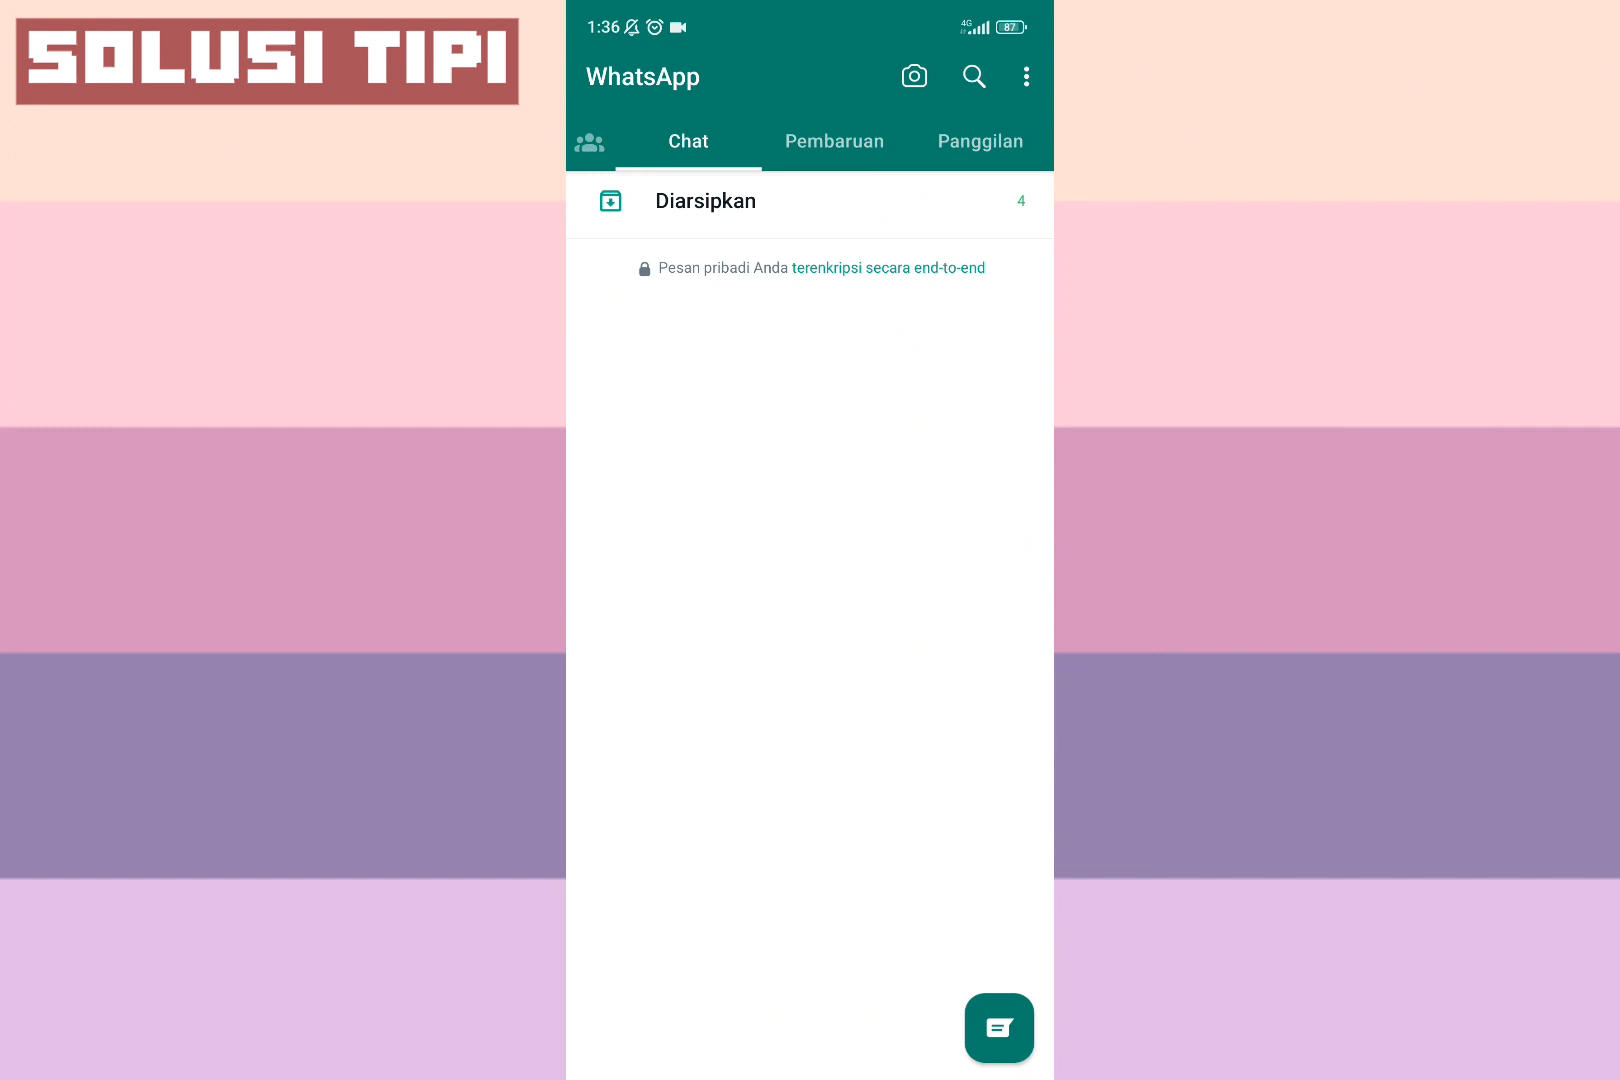 SOLUSI TIPI
1:36
4G
87
WhatsApp
Chat
Pembaruan
Panggilan
Diarsipkan
4
Pesan pribadi Anda terenkripsi secara end-to-end